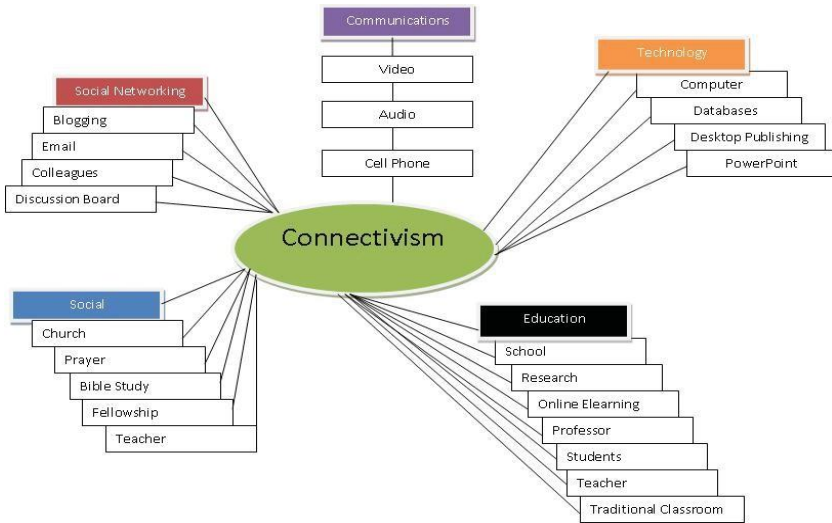 Communications
Video
Audio
Cell Phone
Technology
Computer
Databases
Desktop Publishing
PowerPoint
Social Networking
Blogging
Email
Colleagues
Discussion Board
Connectivism
Social
Church
Prayer
Bible Study
Fellowship
Teacher
Education
School
Research
Online Elearning
Professor
Students
Teacher
Traditional Classroom